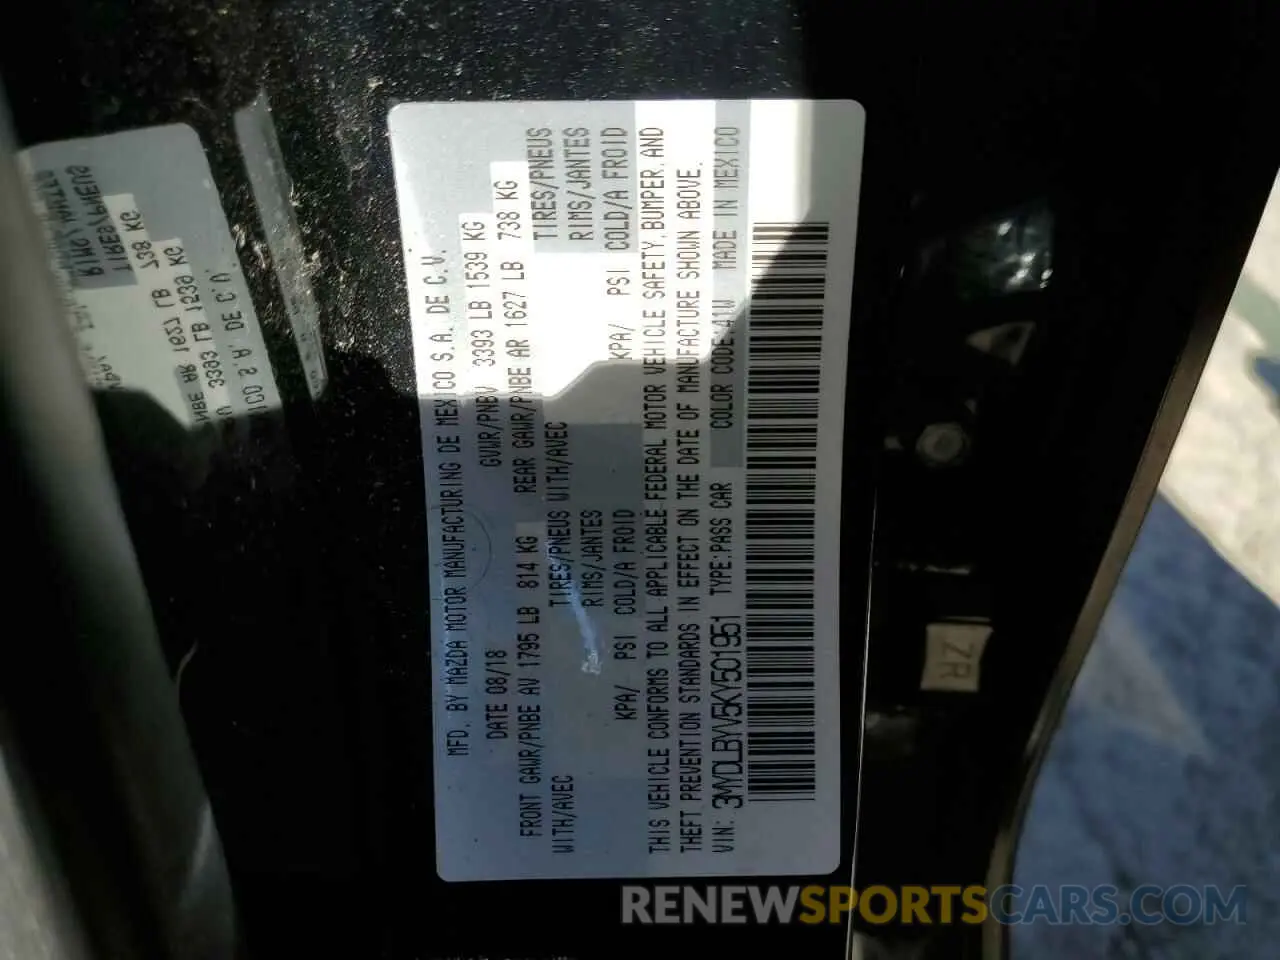 MFD. BY MAZDA MOTOR MANUFACTURING DE MEXICO S.A. DE C.V.
DATE 08/18 GVWR/PNBV 3393 LB 1539 KG
FRONT GAWR/PNBE AV 1795 LB 814 KG REAR GAWR/PNBE AR 1627 LB 738 KG
WITH/AVEC TIRES/PNEUS WITH/AVEC TIRES/PNEUS
RIMS/JANTES RIMS/JANTES
KPA/ PSI COLD/A FROID KPA/ PSI COLD/A FROID
THIS VEHICLE CONFORMS TO ALL APPLICABLE FEDERAL MOTOR VEHICLE SAFETY, BUMPER, AND
THEFT PREVENTION STANDARDS IN EFFECT ON THE DATE OF MANUFACTURE SHOWN ABOVE.
VIN: 3MYDLBYV5KY501951 TYPE:PASS CAR COLOR CODE:41W MADE IN MEXICO
ZR
RENEWSPORTSCARS.COM